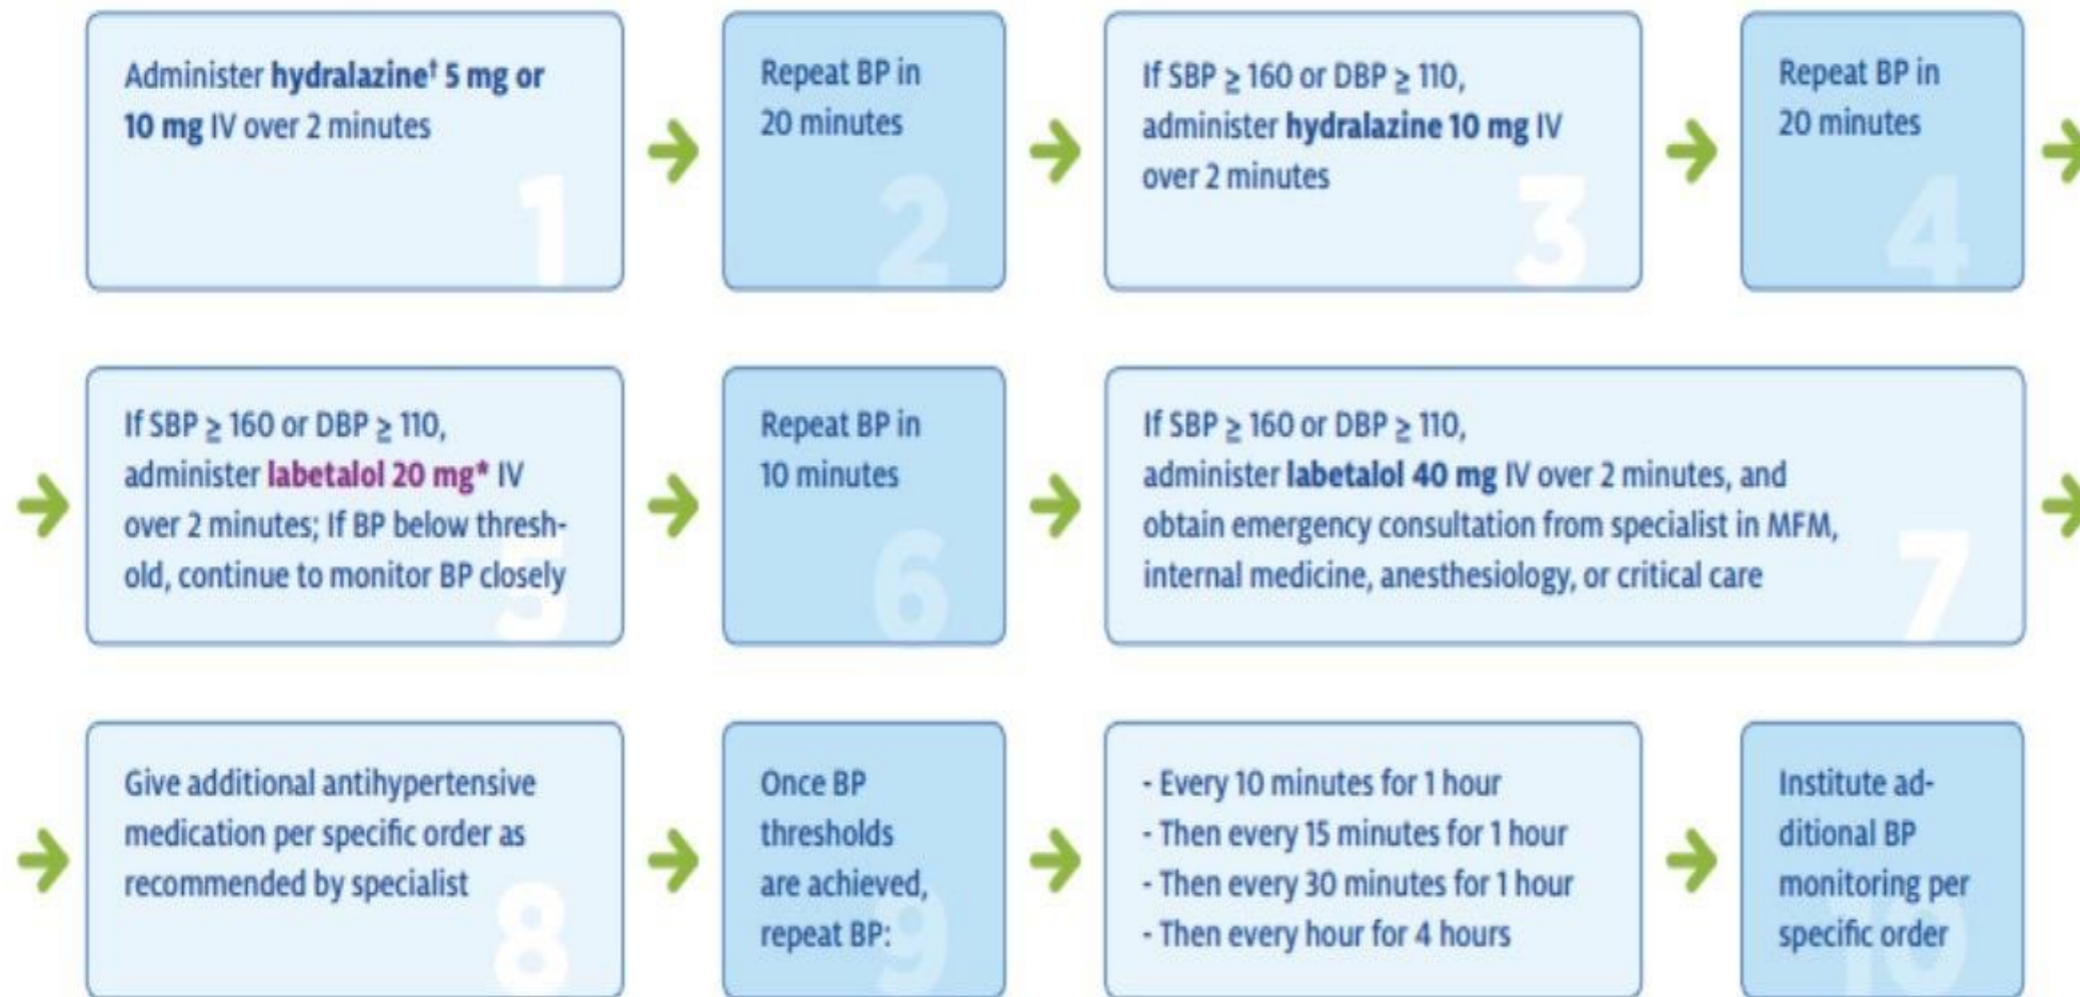 Administer hydralazine† 5 mg or
10 mg IV over 2 minutes
1
Repeat BP in
20 minutes
2
If SBP ≥ 160 or DBP ≥ 110,
administer hydralazine 10 mg IV
over 2 minutes
3
Repeat BP in
20 minutes
4
If SBP ≥ 160 or DBP ≥ 110,
administer labetalol 20 mg* IV
over 2 minutes; If BP below thresh-
old, continue to monitor BP closely
5
Repeat BP in
10 minutes
6
If SBP ≥ 160 or DBP ≥ 110,
administer labetalol 40 mg IV over 2 minutes, and
obtain emergency consultation from specialist in MFM,
internal medicine, anesthesiology, or critical care
7
Give additional antihypertensive
medication per specific order as
recommended by specialist
8
Once BP
thresholds
are achieved,
repeat BP:
9
- Every 10 minutes for 1 hour
- Then every 15 minutes for 1 hour
- Then every 30 minutes for 1 hour
- Then every hour for 4 hours
Institute ad-
ditional BP
monitoring per
specific order
10